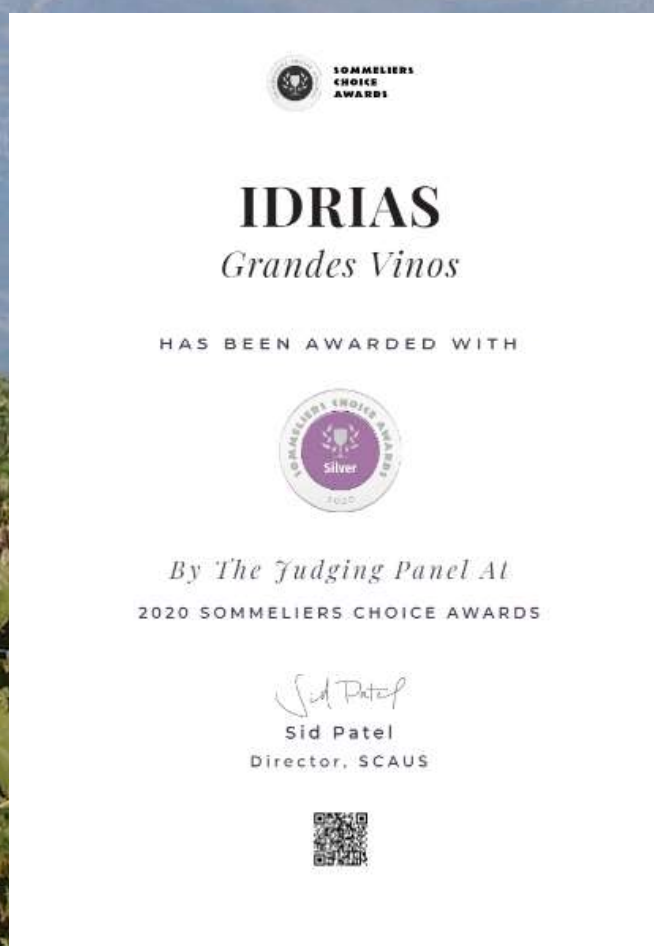 SOMMELIERS
CHOICE
AWARDS
IDRIAS
Grandes Vinos
HAS BEEN AWARDED WITH
SOMMELIERS CHOICE AWARDS
Silver
2020
By The Judging Panel At
2020 SOMMELIERS CHOICE AWARDS
Sid Patel
Sid Patel
Director, SCAUS